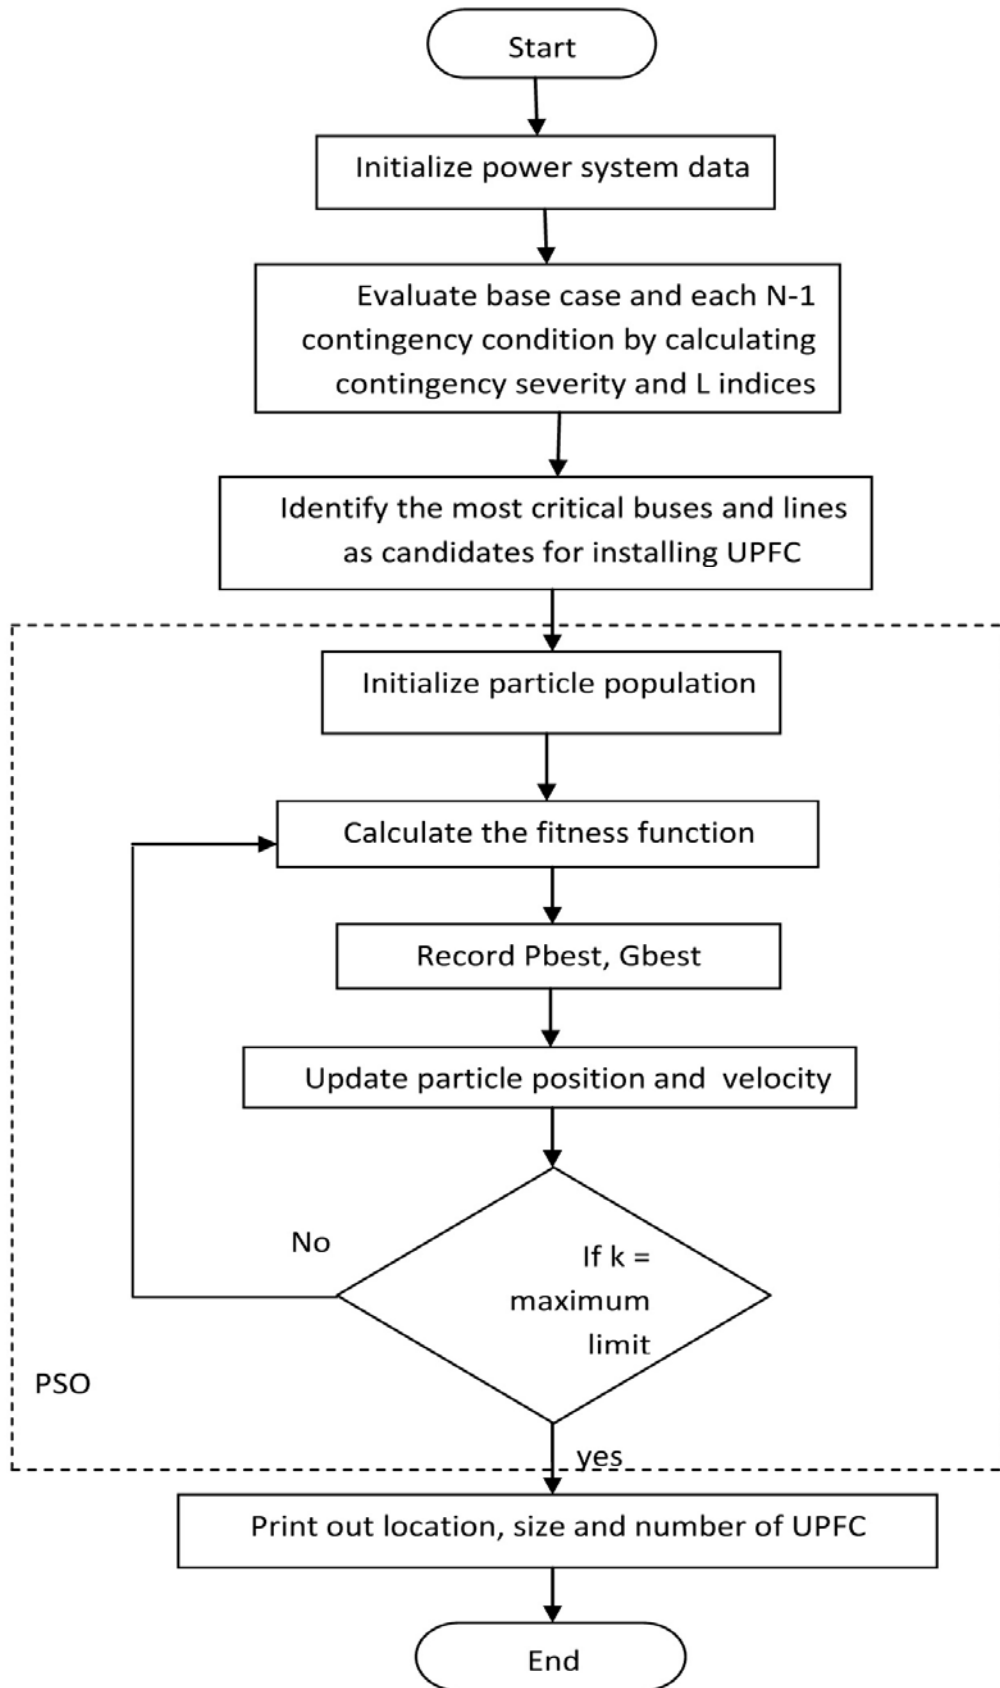 Start
Initialize power system data
Evaluate base case and each N-1
contingency condition by calculating
contingency severity and L indices
Identify the most critical buses and lines
as candidates for installing UPFC
Initialize particle population
Calculate the fitness function
Record Pbest, Gbest
Update particle position and velocity
No
If k =
maximum
limit
PSO
yes
Print out location, size and number of UPFC
End